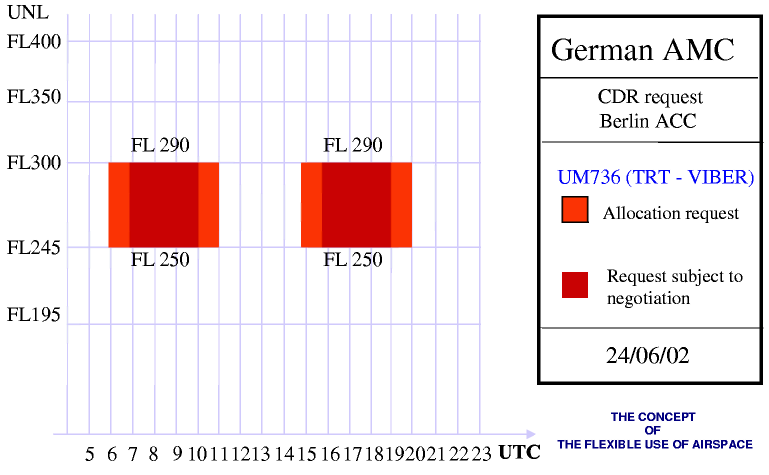 UNL
FL400
FL350
FL300
FL245
FL195
FL 290
FL 290
FL 250
FL 250
5 6 7 8 9 10 11 12 13 14 15 16 17 18 19 20 21 22 23 UTC
German AMC
CDR request
Berlin ACC
UM736 (TRT - VIBER)
Allocation request
Request subject to
negotiation
24/06/02
THE CONCEPT
OF
THE FLEXIBLE USE OF AIRSPACE